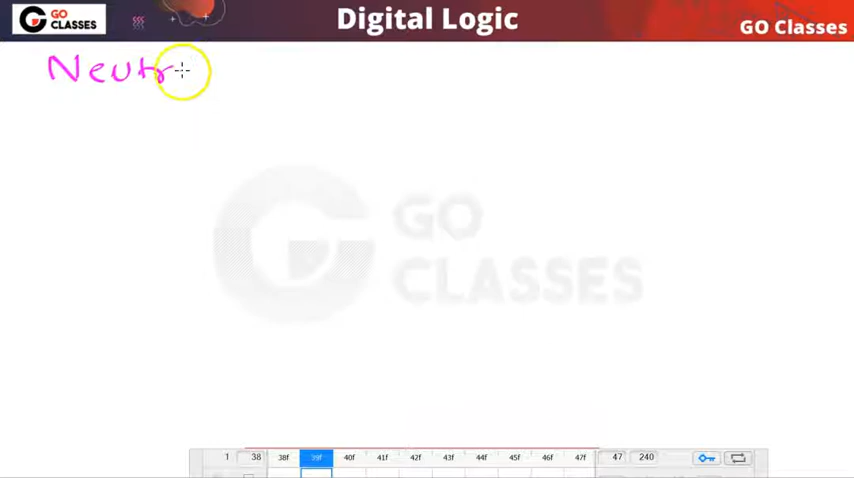 GO
CLASSES
Digital Logic
GO Classes
Neutr
GO
CLASSES
1 38 38f 39f 40f 41f 42f 43f 44f 45f 46f 47f 47 240